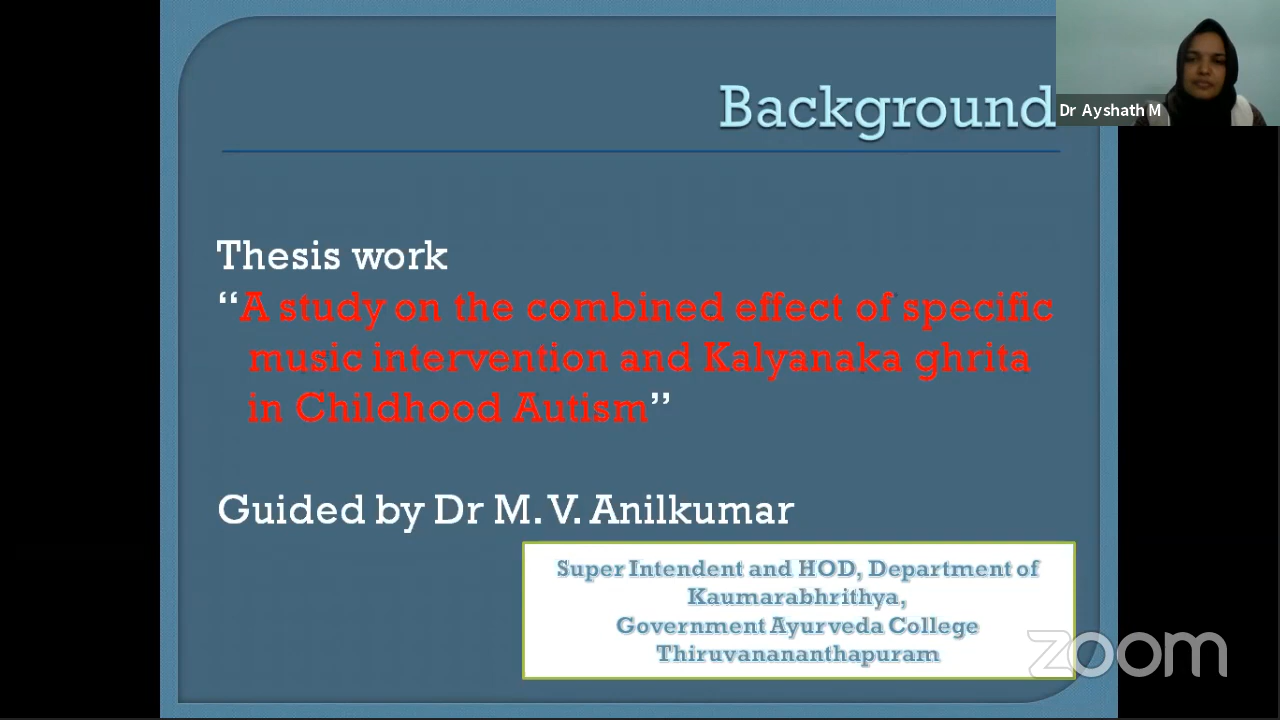 Background
Dr Ayshath M
Thesis work
“A study on the combined effect of specific
music intervention and Kalyanaka ghrita
in Childhood Autism”
Guided by Dr M.V. Anilkumar
Super Intendent and HOD, Department of
Kaumarabhrithya,
Government Ayurveda College
Thiruvanananthapuram
zoom